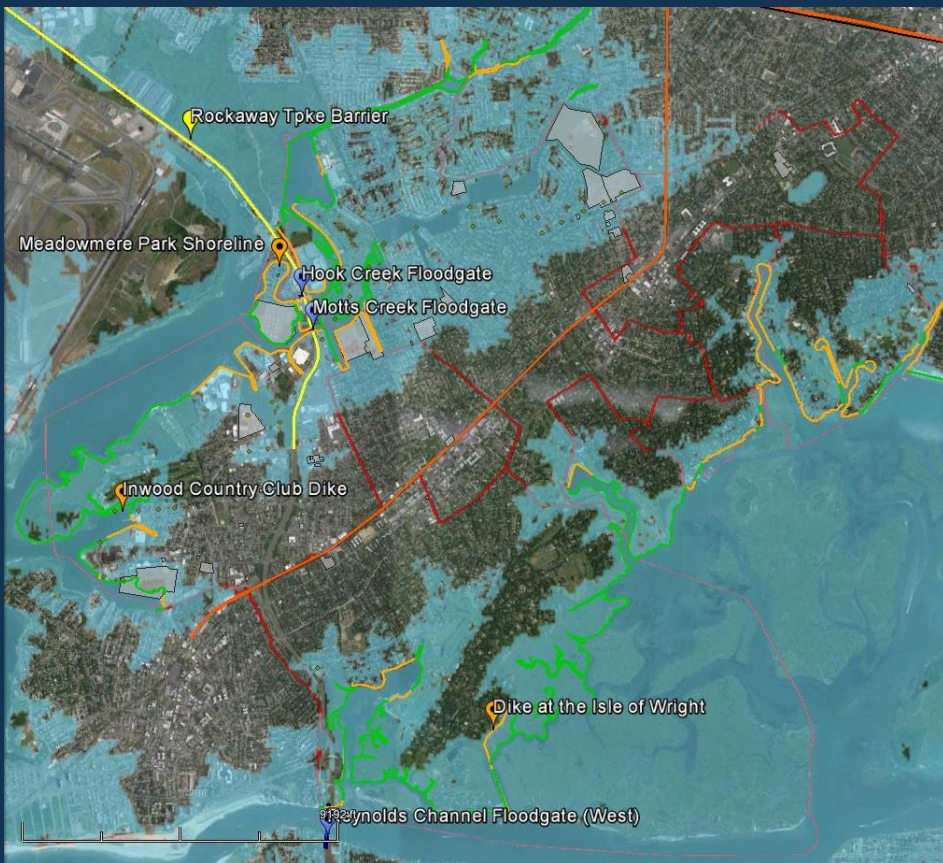 Rockaway Tpke Barrier
Meadowmere Park Shoreline
Hook Creek Floodgate
Motts Creek Floodgate
Inwood Country Club Dike
Dike at the Isle of Wright
Reynolds Channel Floodgate (West)